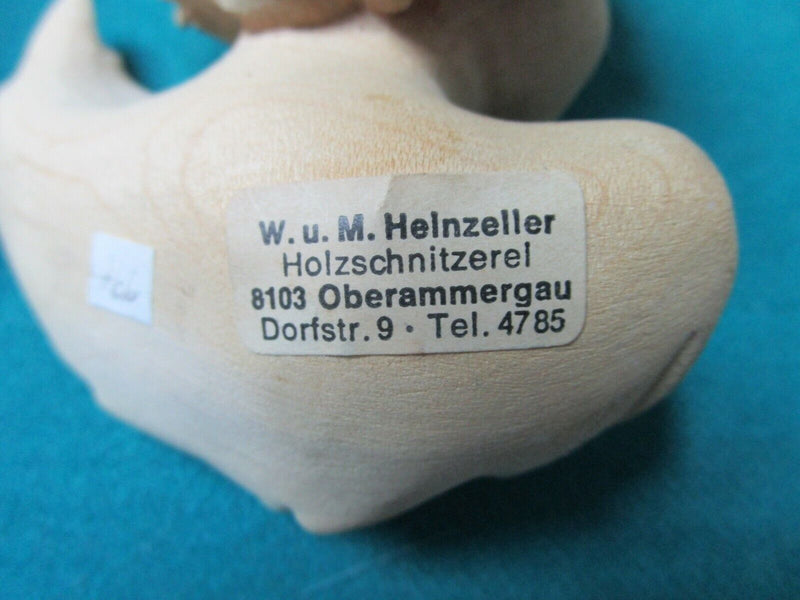 W. u. M. Heinzeller
Holzschnitzerei
8103 Oberammergau
Dorfstr. 9 · Tel. 4785